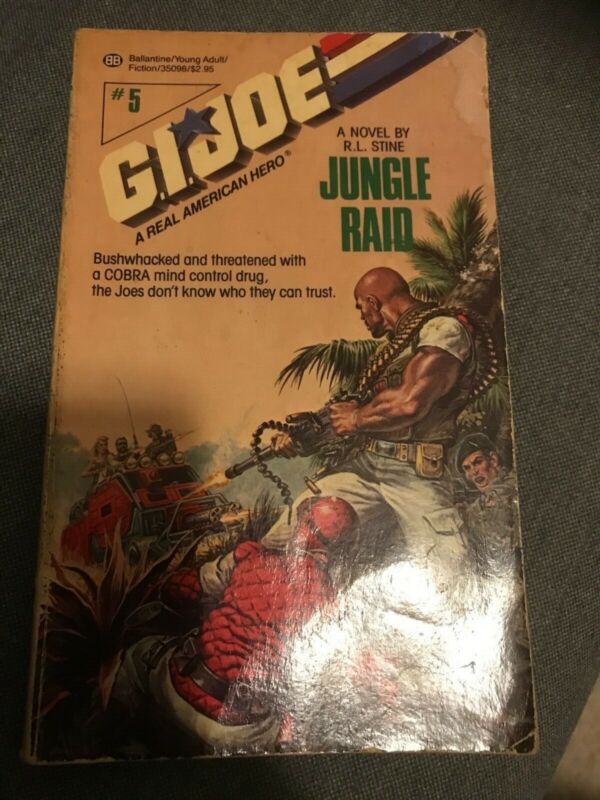 BB Ballantine/Young Adult/
Fiction/35098/$2.95
#5
G.I. JOE
A REAL AMERICAN HERO®
A NOVEL BY
R.L. STINE
JUNGLE
RAID
Bushwhacked and threatened with
a COBRA mind control drug,
the Joes don't know who they can trust.